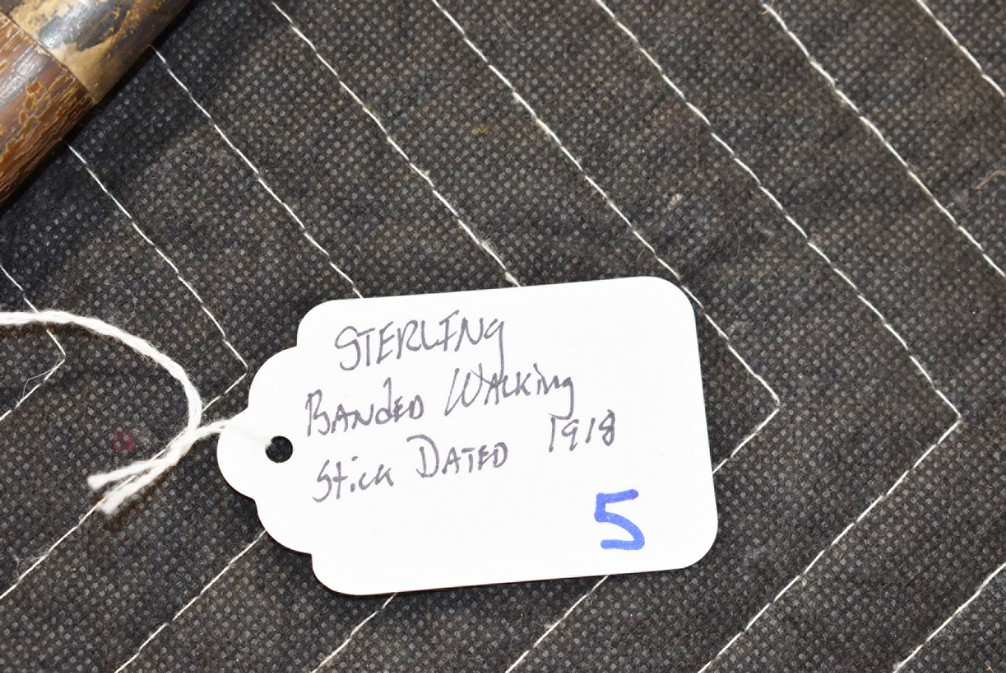 STERLING
BANDED WALKing
Stick DATED 1918
5